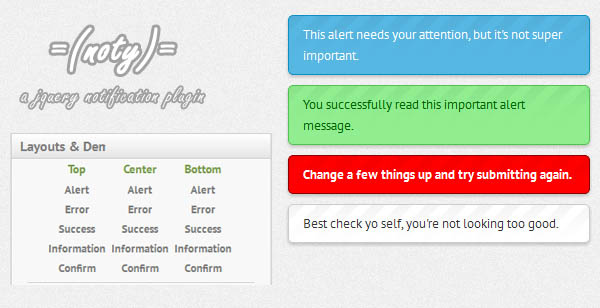 =(noty)=
a jquery notification plugin
Layouts & Den
Top Center Bottom
Alert Alert Alert
Error Error Error
Success Success Success
Information Information Information
Confirm Confirm Confirm
This alert needs your attention, but it's not super
important.
You successfully read this important alert
message.
Change a few things up and try submitting again.
Best check yo self, you're not looking too good.